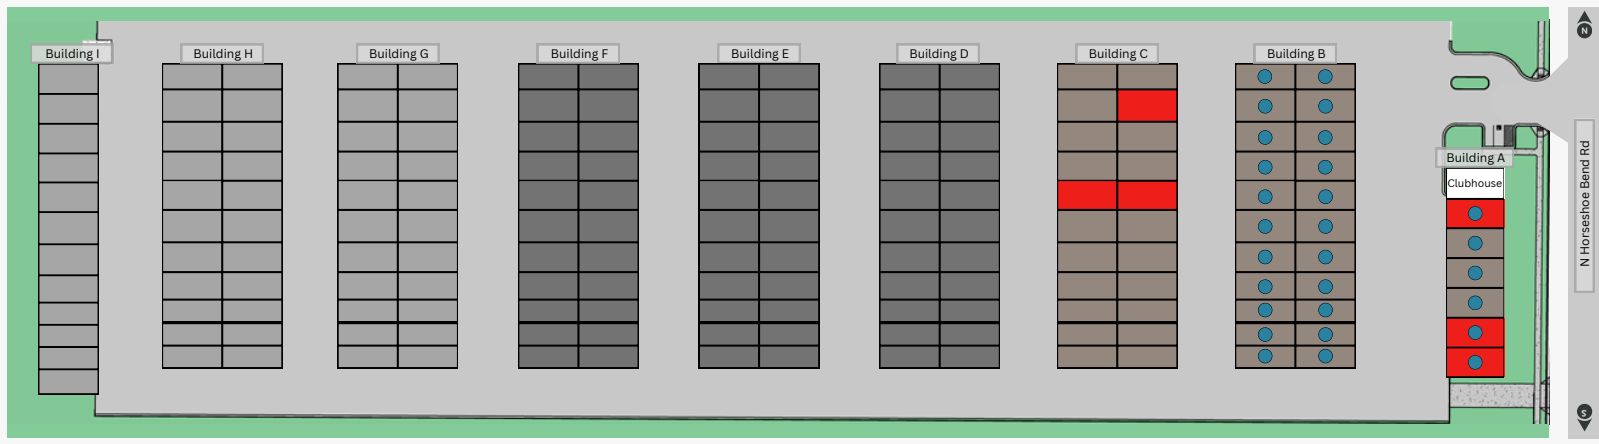 N
Building I
Building H
Building G
Building F
Building E
Building D
Building C
Building B
Building A
Clubhouse
N Horseshoe Bend Rd
S